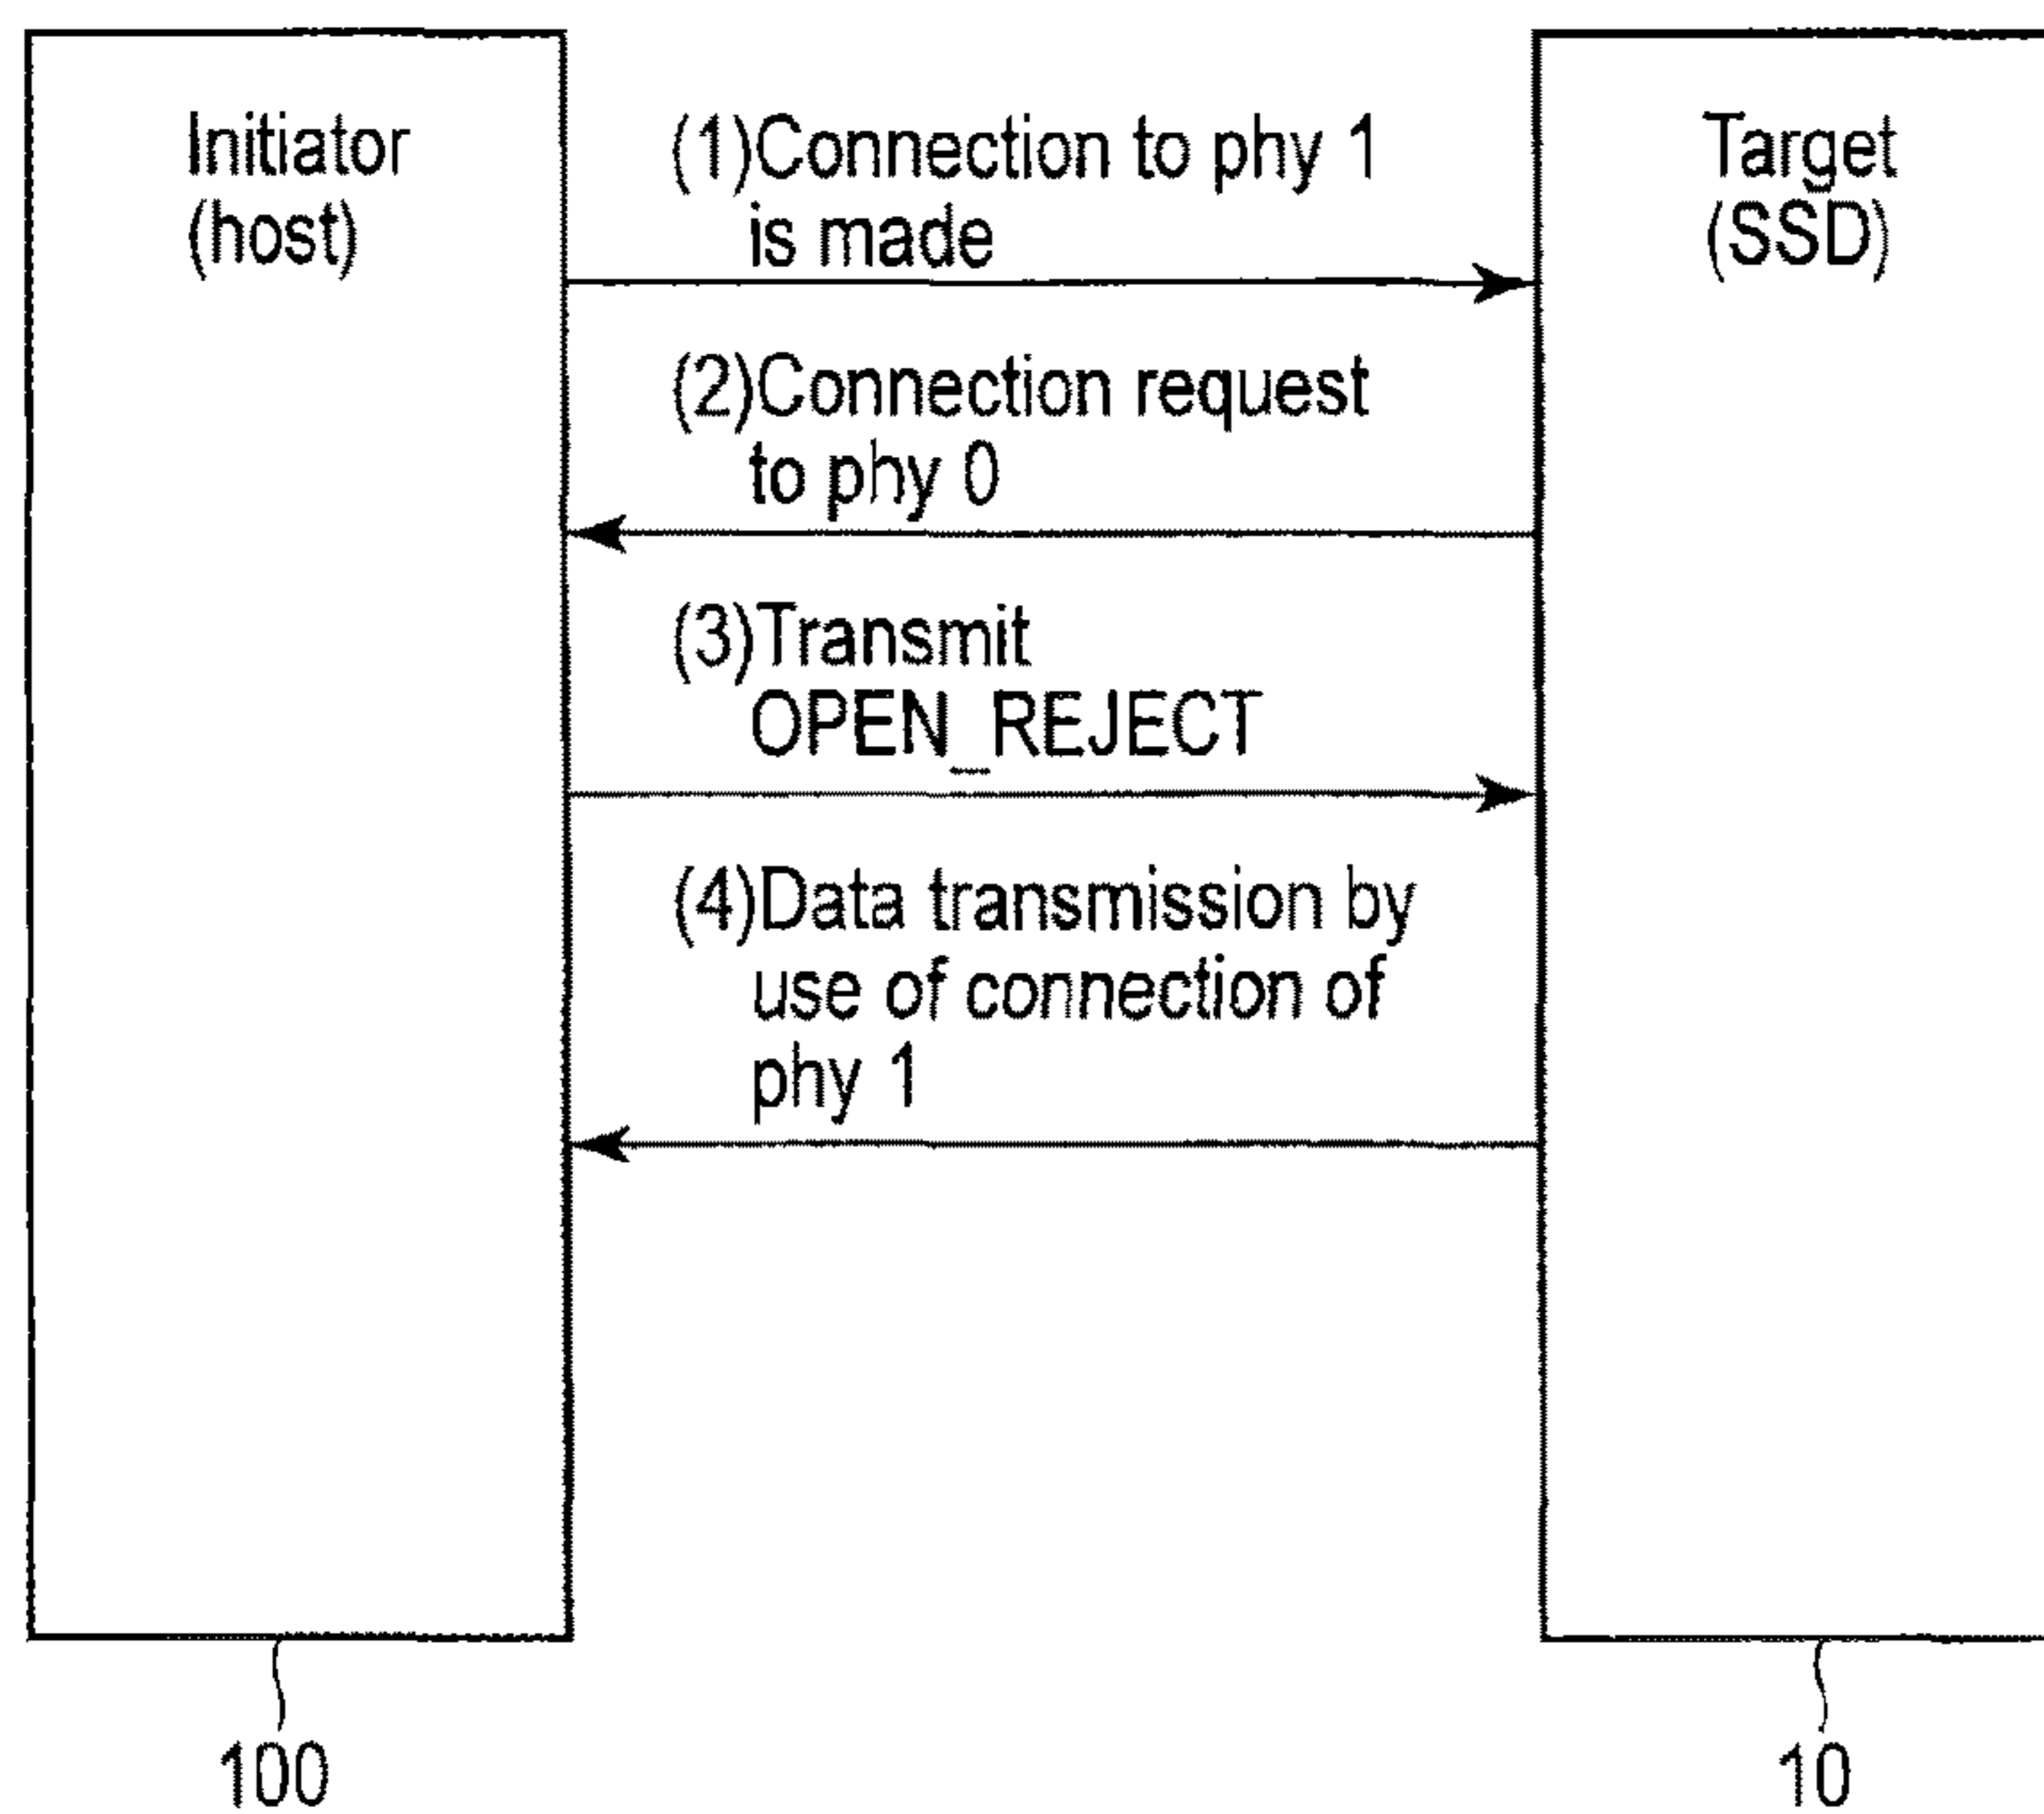 Initiator
(host)
(1)Connection to phy 1
is made
Target
(SSD)
(2)Connection request
to phy 0
(3)Transmit
OPEN_REJECT
(4)Data transmission by
use of connection of
phy 1
100
10